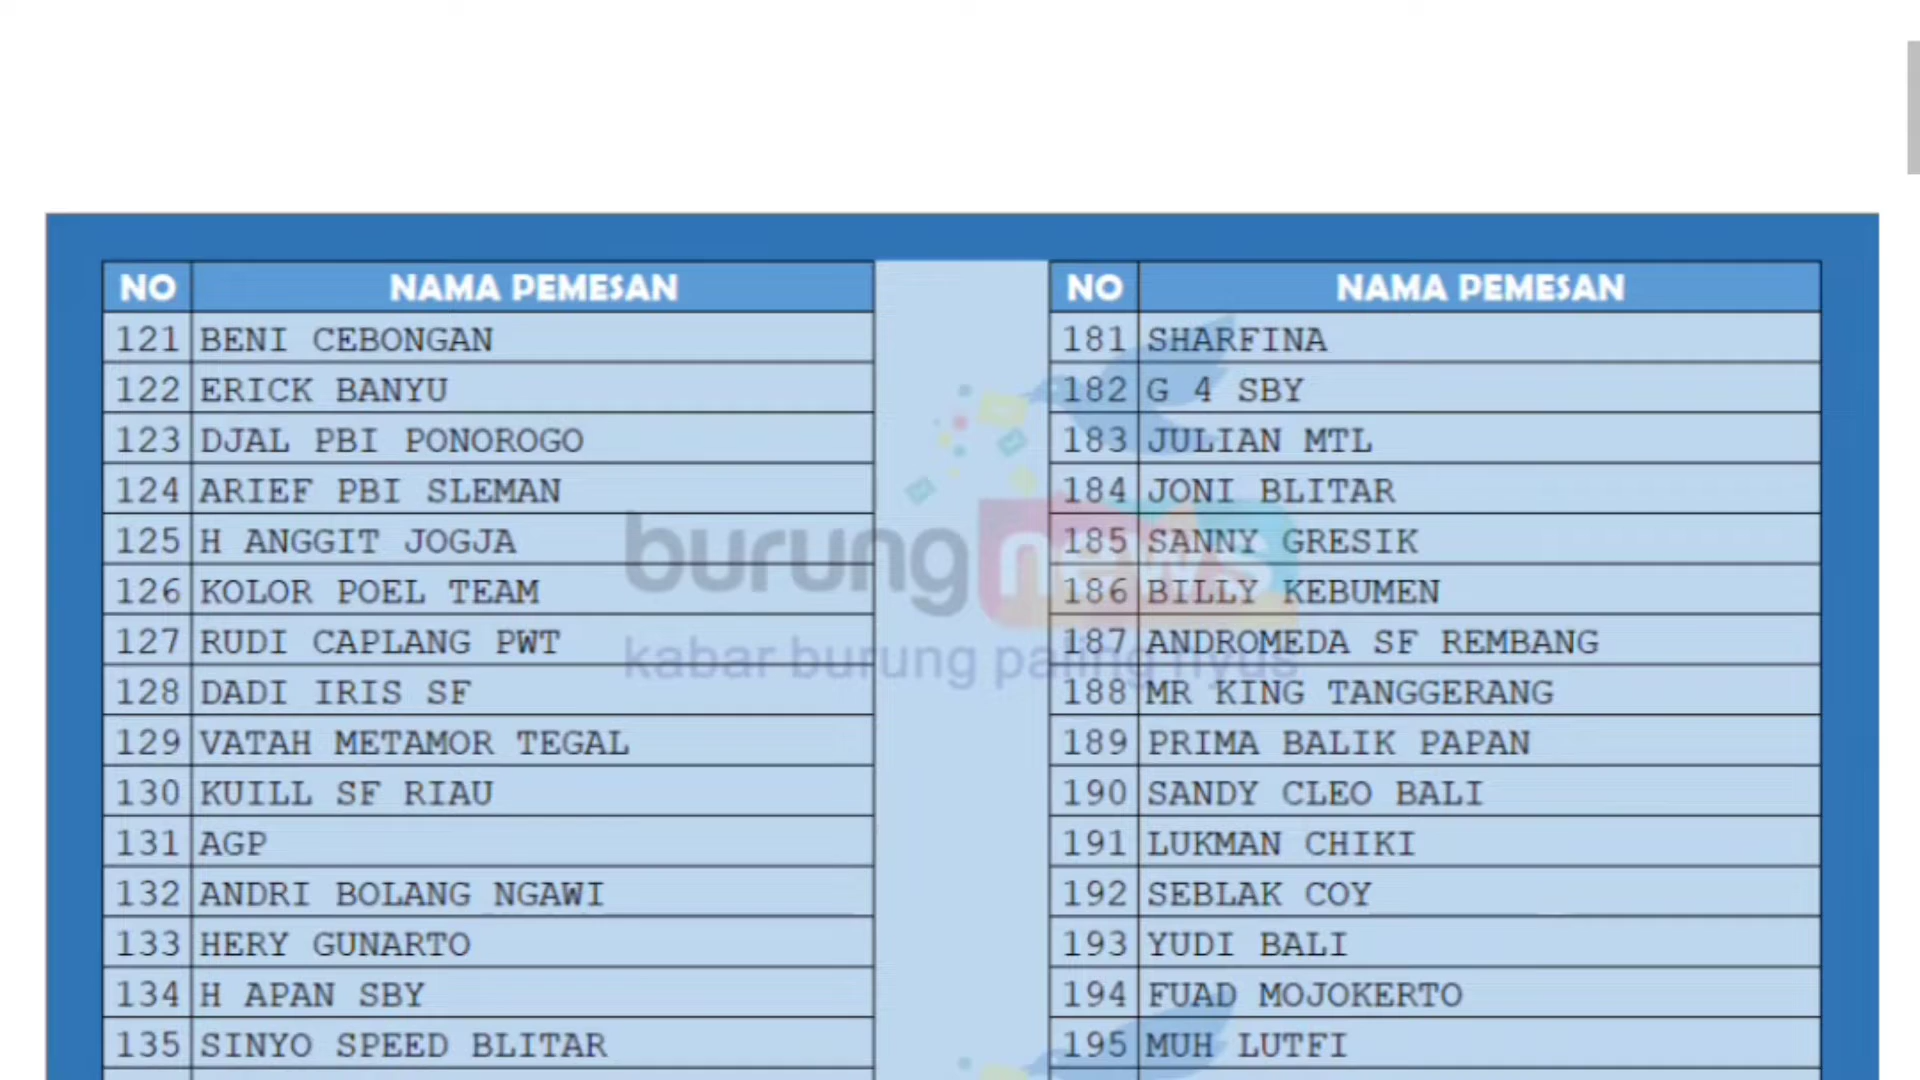 NO NAMA PEMESAN
121 BENI CEBONGAN
122 ERICK BANYU
123 DJAL PBI PONOROGO
124 ARIEF PBI SLEMAN
125 H ANGGIT JOGJA
126 KOLOR POEL TEAM
127 RUDI CAPLANG PWT
128 DADI IRIS SF
129 VATAH METAMOR TEGAL
130 KUILL SF RIAU
131 AGP
132 ANDRI BOLANG NGAWI
133 HERY GUNARTO
134 H APAN SBY
135 SINYO SPEED BLITAR
NO NAMA PEMESAN
181 SHARFINA
182 G 4 SBY
183 JULIAN MTL
184 JONI BLITAR
185 SANNY GRESIK
186 BILLY KEBUMEN
187 ANDROMEDA SF REMBANG
188 MR KING TANGGERANG
189 PRIMA BALIK PAPAN
190 SANDY CLEO BALI
191 LUKMAN CHIKI
192 SEBLAK COY
193 YUDI BALI
194 FUAD MOJOKERTO
195 MUH LUTFI
burungnews
kabar burung paling nyus